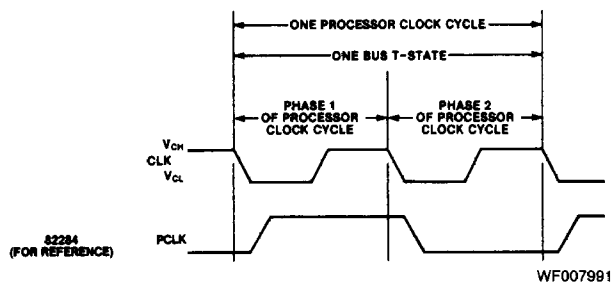 ONE PROCESSOR CLOCK CYCLE
ONE BUS T-STATE
PHASE 1
OF PROCESSOR
CLOCK CYCLE
PHASE 2
OF PROCESSOR
CLOCK CYCLE
VCH
CLK
VCL
82284
(FOR REFERENCE)
PCLK
WF007991